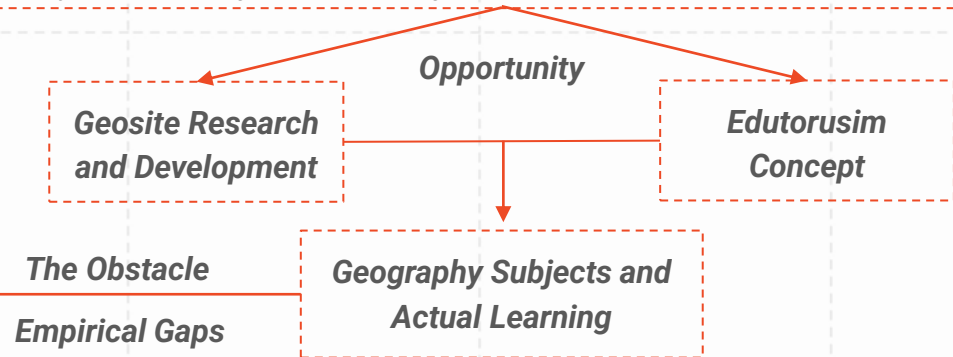 Opportunity
Geosite Research
and Development
Edutorusim
Concept
The Obstacle
Empirical Gaps
Geography Subjects and
Actual Learning